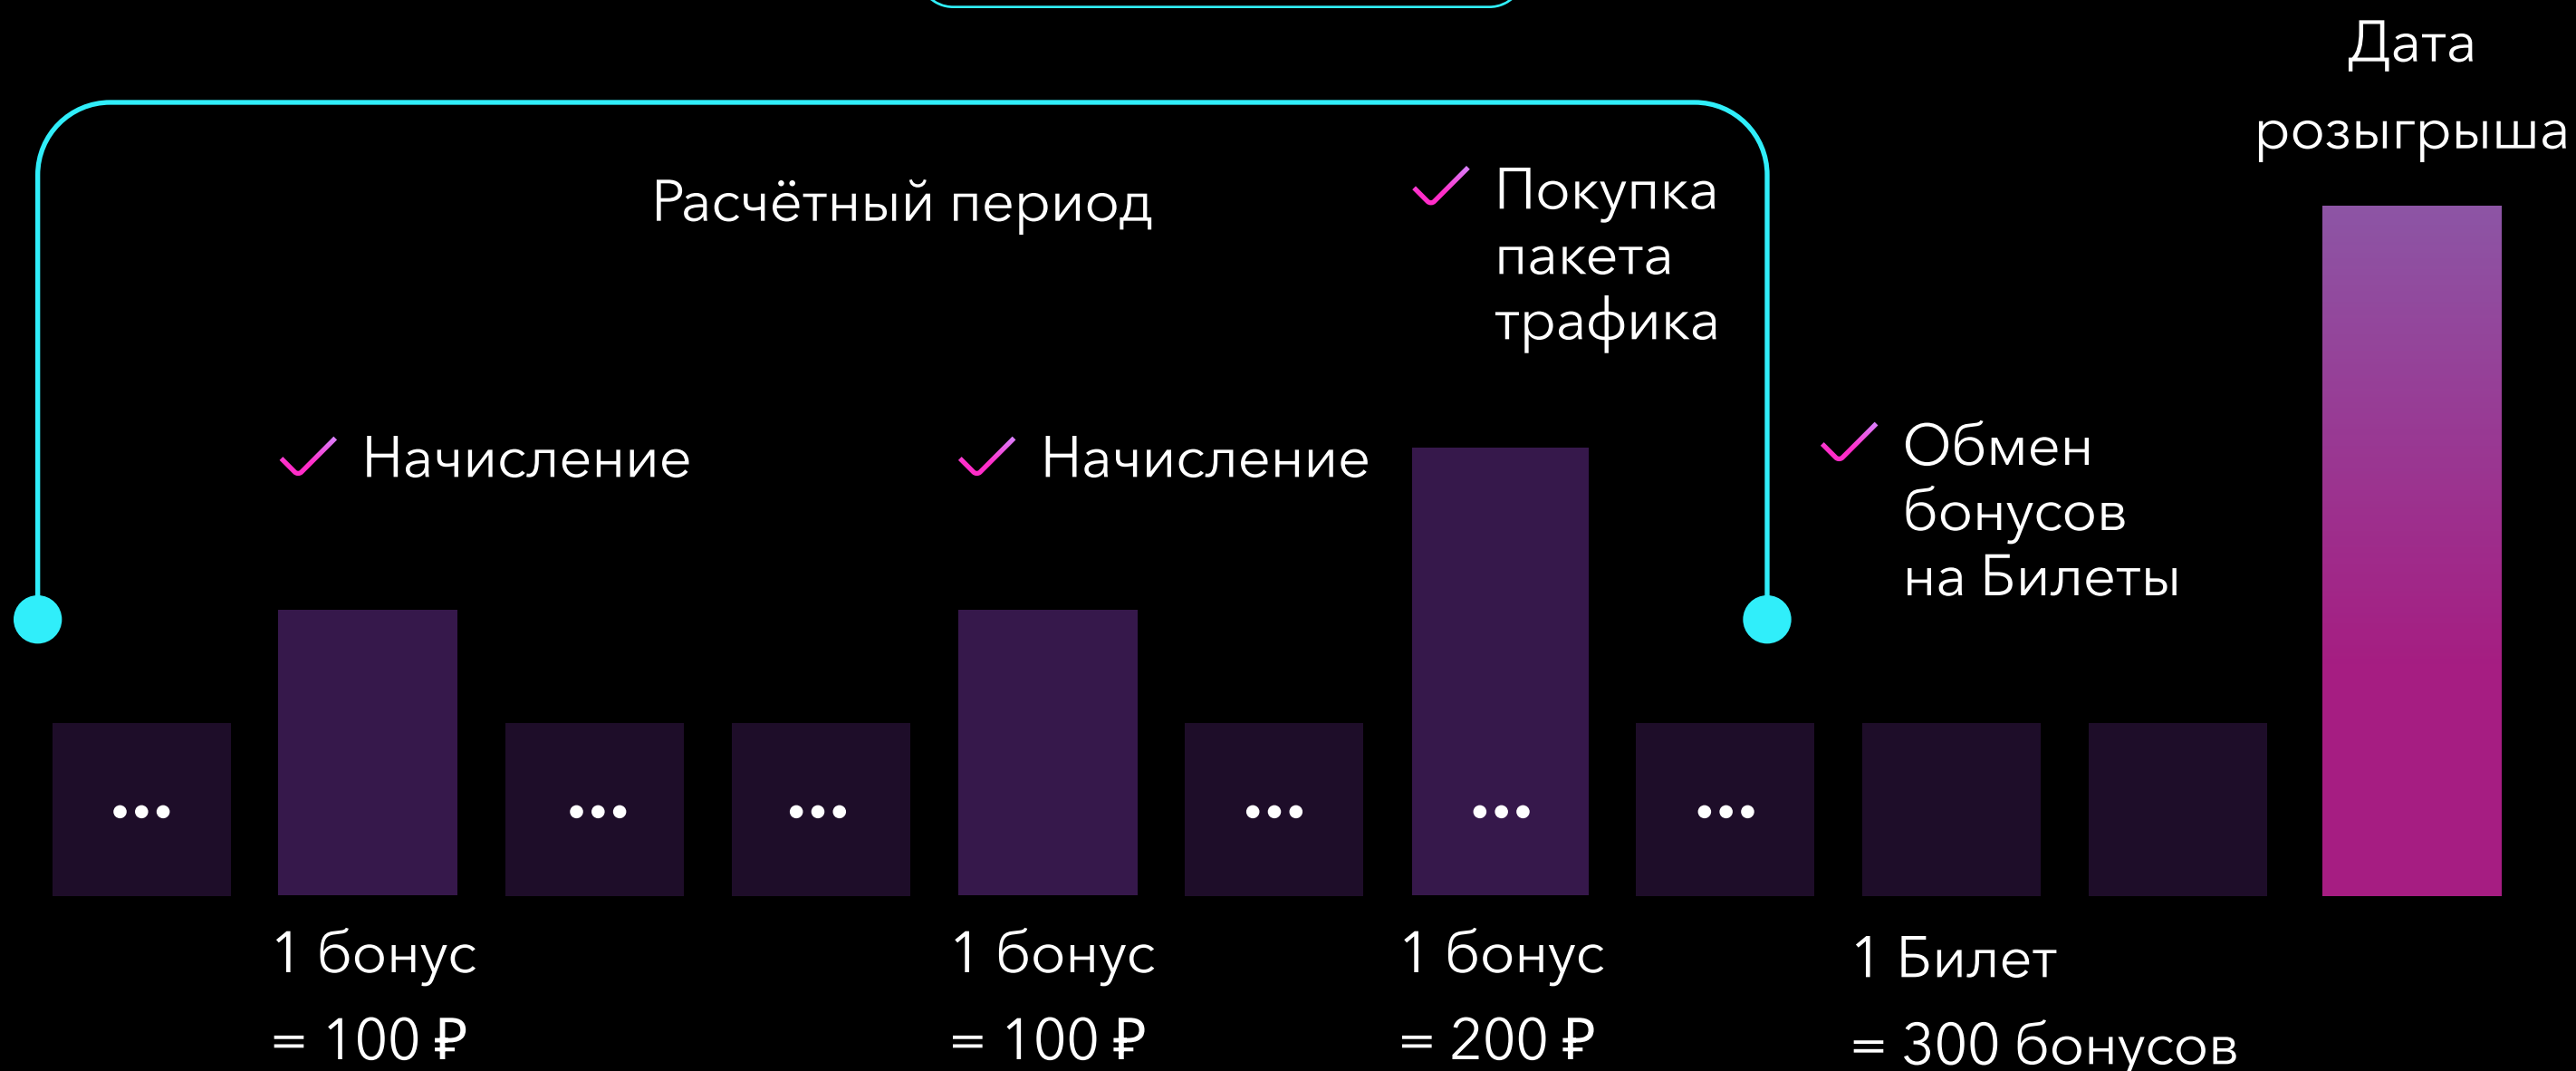 Дата
розыгрыша
Расчётный период
Покупка
пакета
трафика
Начисление
Начисление
Обмен
бонусов
на Билеты
1 бонус
= 100 ₽
1 бонус
= 100 ₽
1 бонус
= 200 ₽
1 Билет
= 300 бонусов